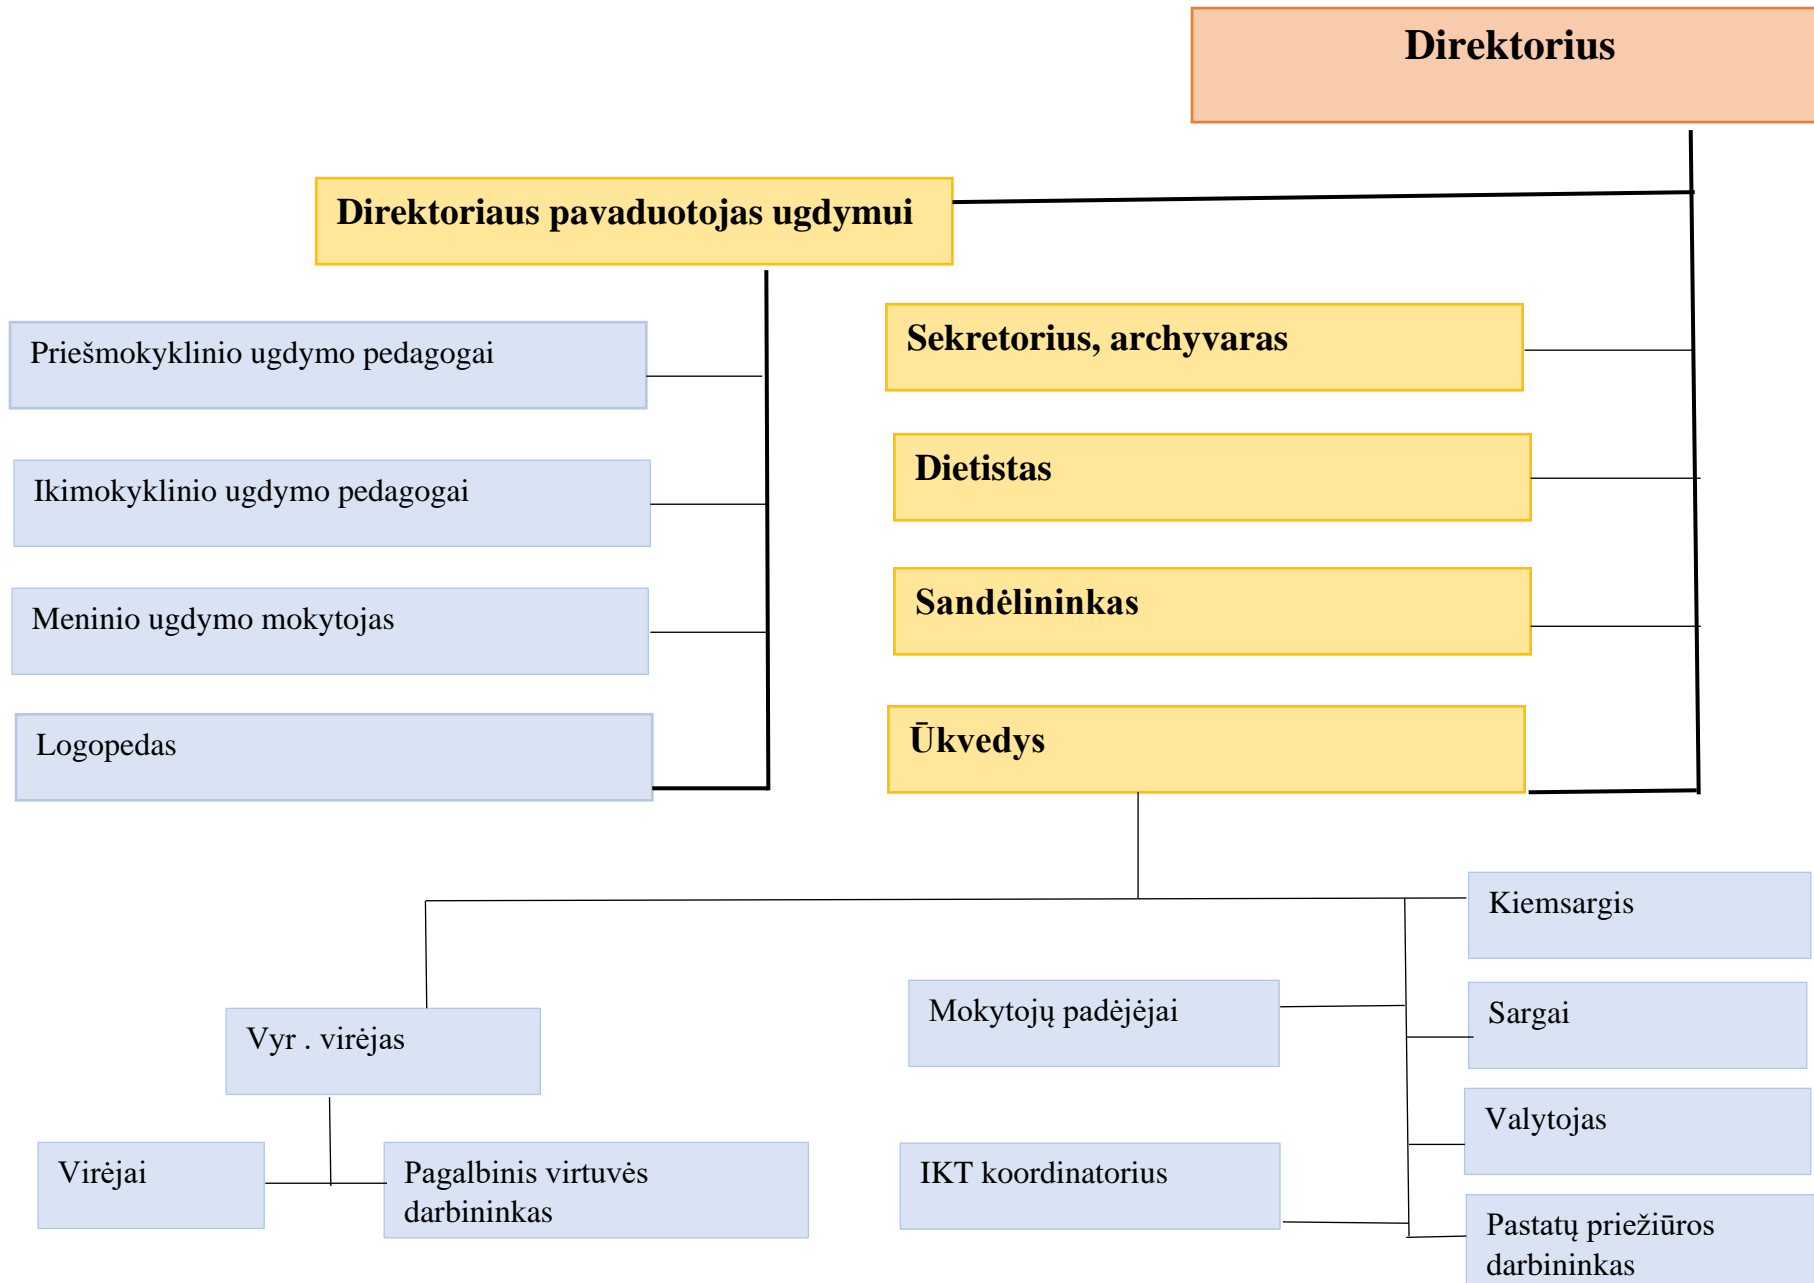 Direktorius
Direktoriaus pavaduotojas ugdymui
Priešmokyklinio ugdymo pedagogai
Ikimokyklinio ugdymo pedagogai
Meninio ugdymo mokytojas
Logopedas
Sekretorius, archyvaras
Dietistas
Sandėlininkas
Ūkvedys
Vyr . virėjas
Virėjai
Pagalbinis virtuvės
darbininkas
Mokytojų padėjėjai
IKT koordinatorius
Kiemsargis
Sargai
Valytojas
Pastatų priežiūros
darbininkas